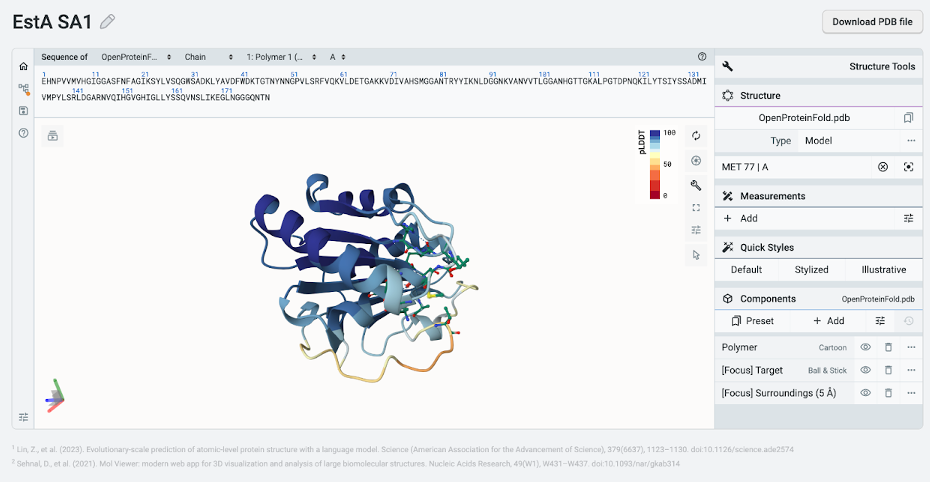 EstA SA1
Download PDB file
Sequence of OpenProteinF... Chain 1: Polymer 1 (... A
1 11 21 31 41 51 61 71 81 91 101 111 121 131
EHNPVVMVHGIGGASFNFAGIKSYLVSQGWSADKLYAVDFWDKTGTNYNNGPVLSRFVQKVLDETGAKKVDIVAHSMGGANTRYYIKNLDGGNKVANVVTLGGANHGTTGKALPGTDPNQKILYTSIYSSADMI
141 151 161 171
VMPYLSRLDGARNVQIHGVGHIGLLYSSQVNSLIKEGLNGGGQNTN
Structure Tools
Structure
OpenProteinFold.pdb
Type Model
MET 77 | A
Measurements
Add
Quick Styles
Default Stylized Illustrative
Components OpenProteinFold.pdb
Preset Add
Polymer Cartoon
[Focus] Target Ball & Stick
[Focus] Surroundings (5 Å)
pLDDT
100
50
0
1 Lin, Z., et al. (2023). Evolutionary-scale prediction of atomic-level protein structure with a language model. Science (American Association for the Advancement of Science), 379(6637), 1123–1130. doi:10.1126/science.ade2574
2 Sehnal, D., et al. (2021). Mol Viewer: modern web app for 3D visualization and analysis of large biomolecular structures. Nucleic Acids Research, 49(W1), W431–W437. doi:10.1093/nar/gkab314